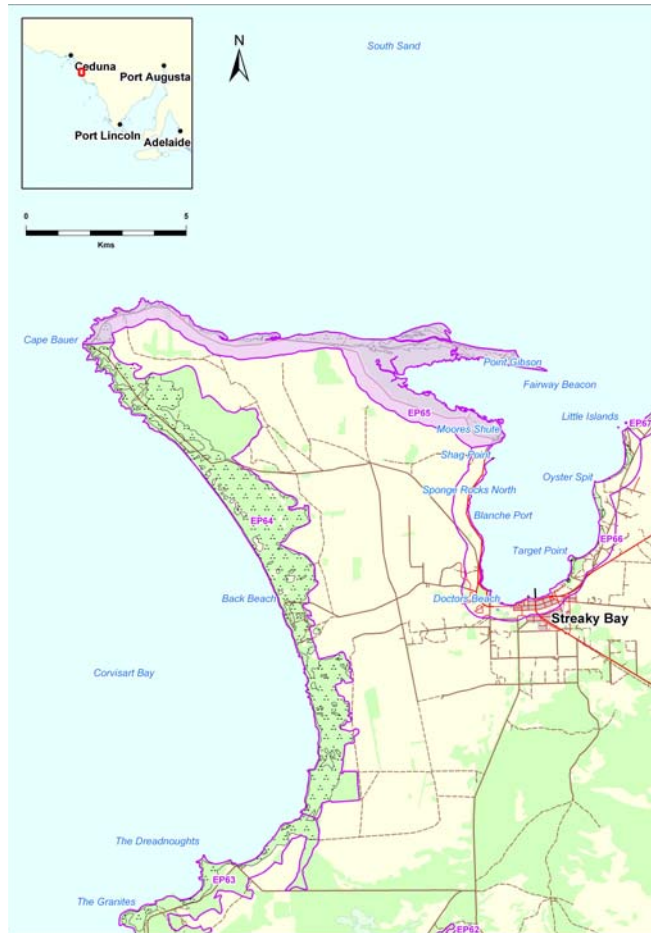 N
South Sand
Ceduna
Port Augusta
Port Lincoln
Adelaide
0 5
Kms
Cape Bauer
Point Gibson
Fairway Beacon
EP65
Little Islands
EP67
Moores Shute
Shag Point
Sponge Rocks North
Oyster Spit
Blanche Port
EP64
EP66
Target Point
Back Beach
Doctors Beach
Streaky Bay
Corvisart Bay
The Dreadnoughts
EP63
The Granites
EP62